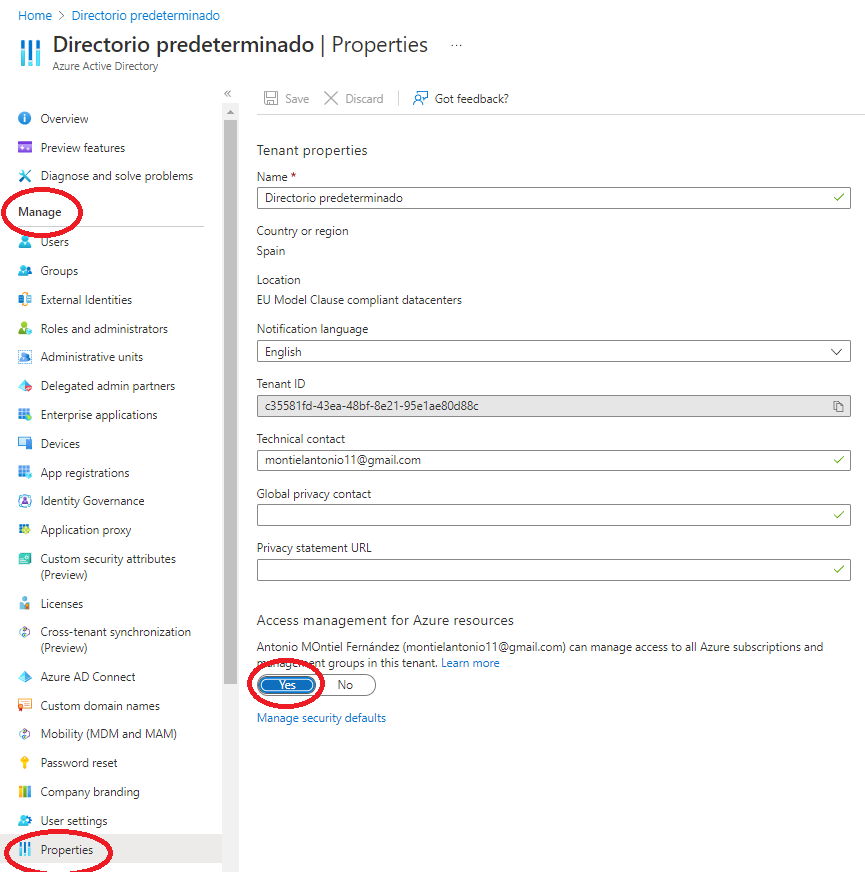 Home > Directorio predeterminado
Directorio predeterminado | Properties ...
Azure Active Directory
«
Overview
Preview features
Diagnose and solve problems
Manage
Users
Groups
External Identities
Roles and administrators
Administrative units
Delegated admin partners
Enterprise applications
Devices
App registrations
Identity Governance
Application proxy
Custom security attributes
(Preview)
Licenses
Cross-tenant synchronization
(Preview)
Azure AD Connect
Custom domain names
Mobility (MDM and MAM)
Password reset
Company branding
User settings
Properties
Save Discard Got feedback?
Tenant properties
Name *
Directorio predeterminado
Country or region
Spain
Location
EU Model Clause compliant datacenters
Notification language
English
Tenant ID
c35581fd-43ea-48bf-8e21-95e1ae80d88c
Technical contact
montielantonio11@gmail.com
Global privacy contact
Privacy statement URL
Access management for Azure resources
Antonio MOntiel Fernández (montielantonio11@gmail.com) can manage access to all Azure subscriptions and
management groups in this tenant. Learn more
Yes No
Manage security defaults